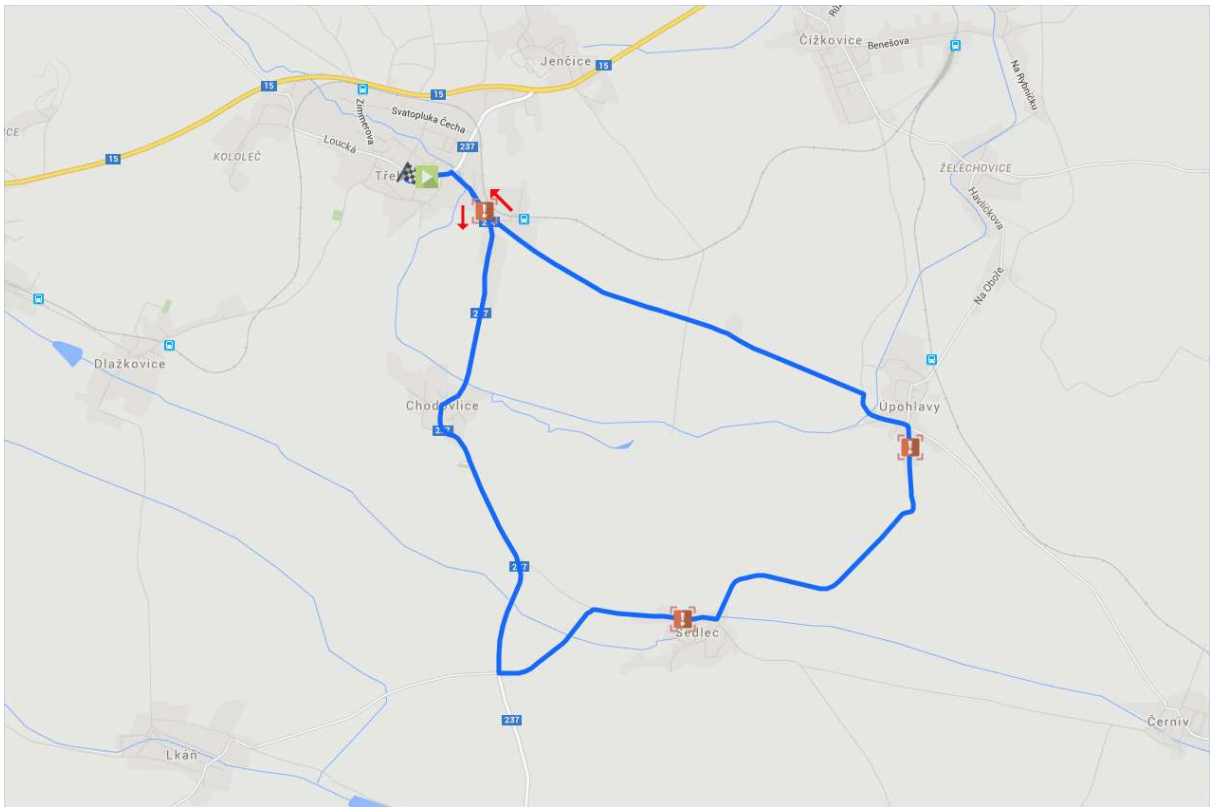 Jenčice
15
Čížkovice
Benešova
Na Rybníčku
15
15
Zimmerova
Svatopluka Čecha
237
Loucká
KOLOLEČ
15
ŽELECHOVICE
Havlíčkova
Na Oboře
Dlažkovice
Chodovlice
Úpohlavy
Sedlec
237
Černiv
Lkáň